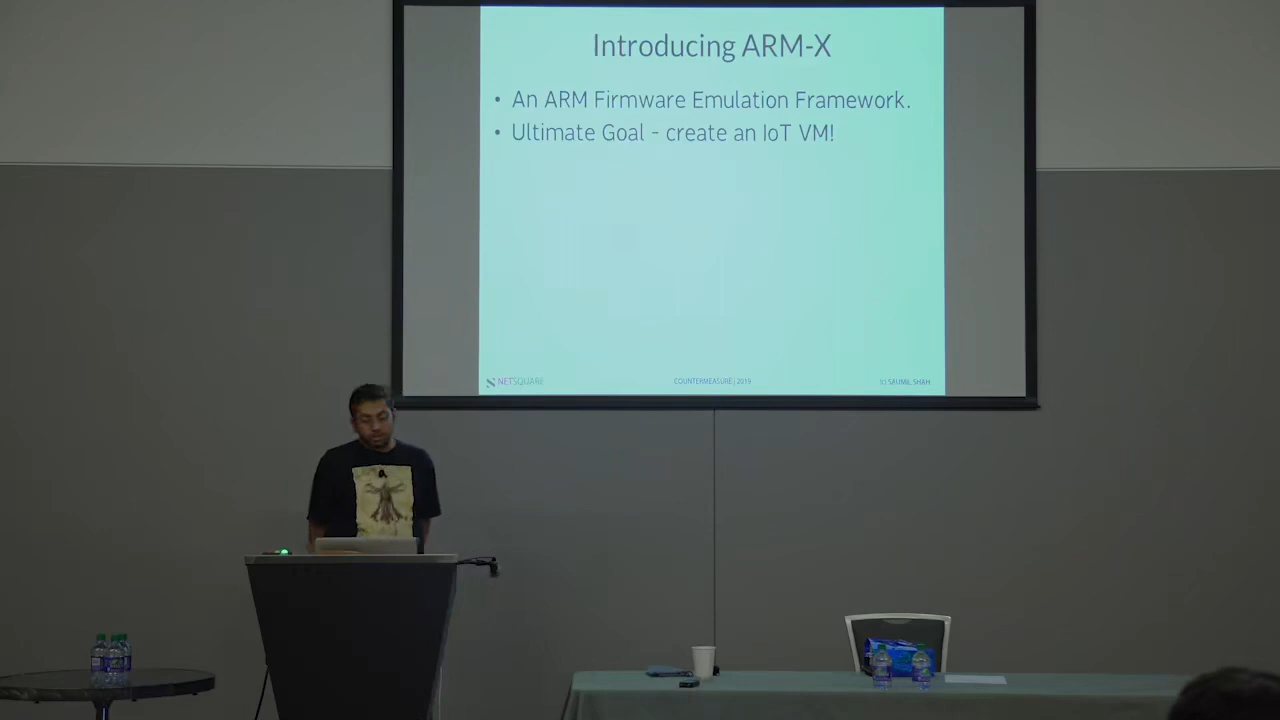 Introducing ARM-X
• An ARM Firmware Emulation Framework.
• Ultimate Goal - create an IoT VM!
NETSQUARE
COUNTERMEASURE | 2019
(c) SAUMIL SHAH